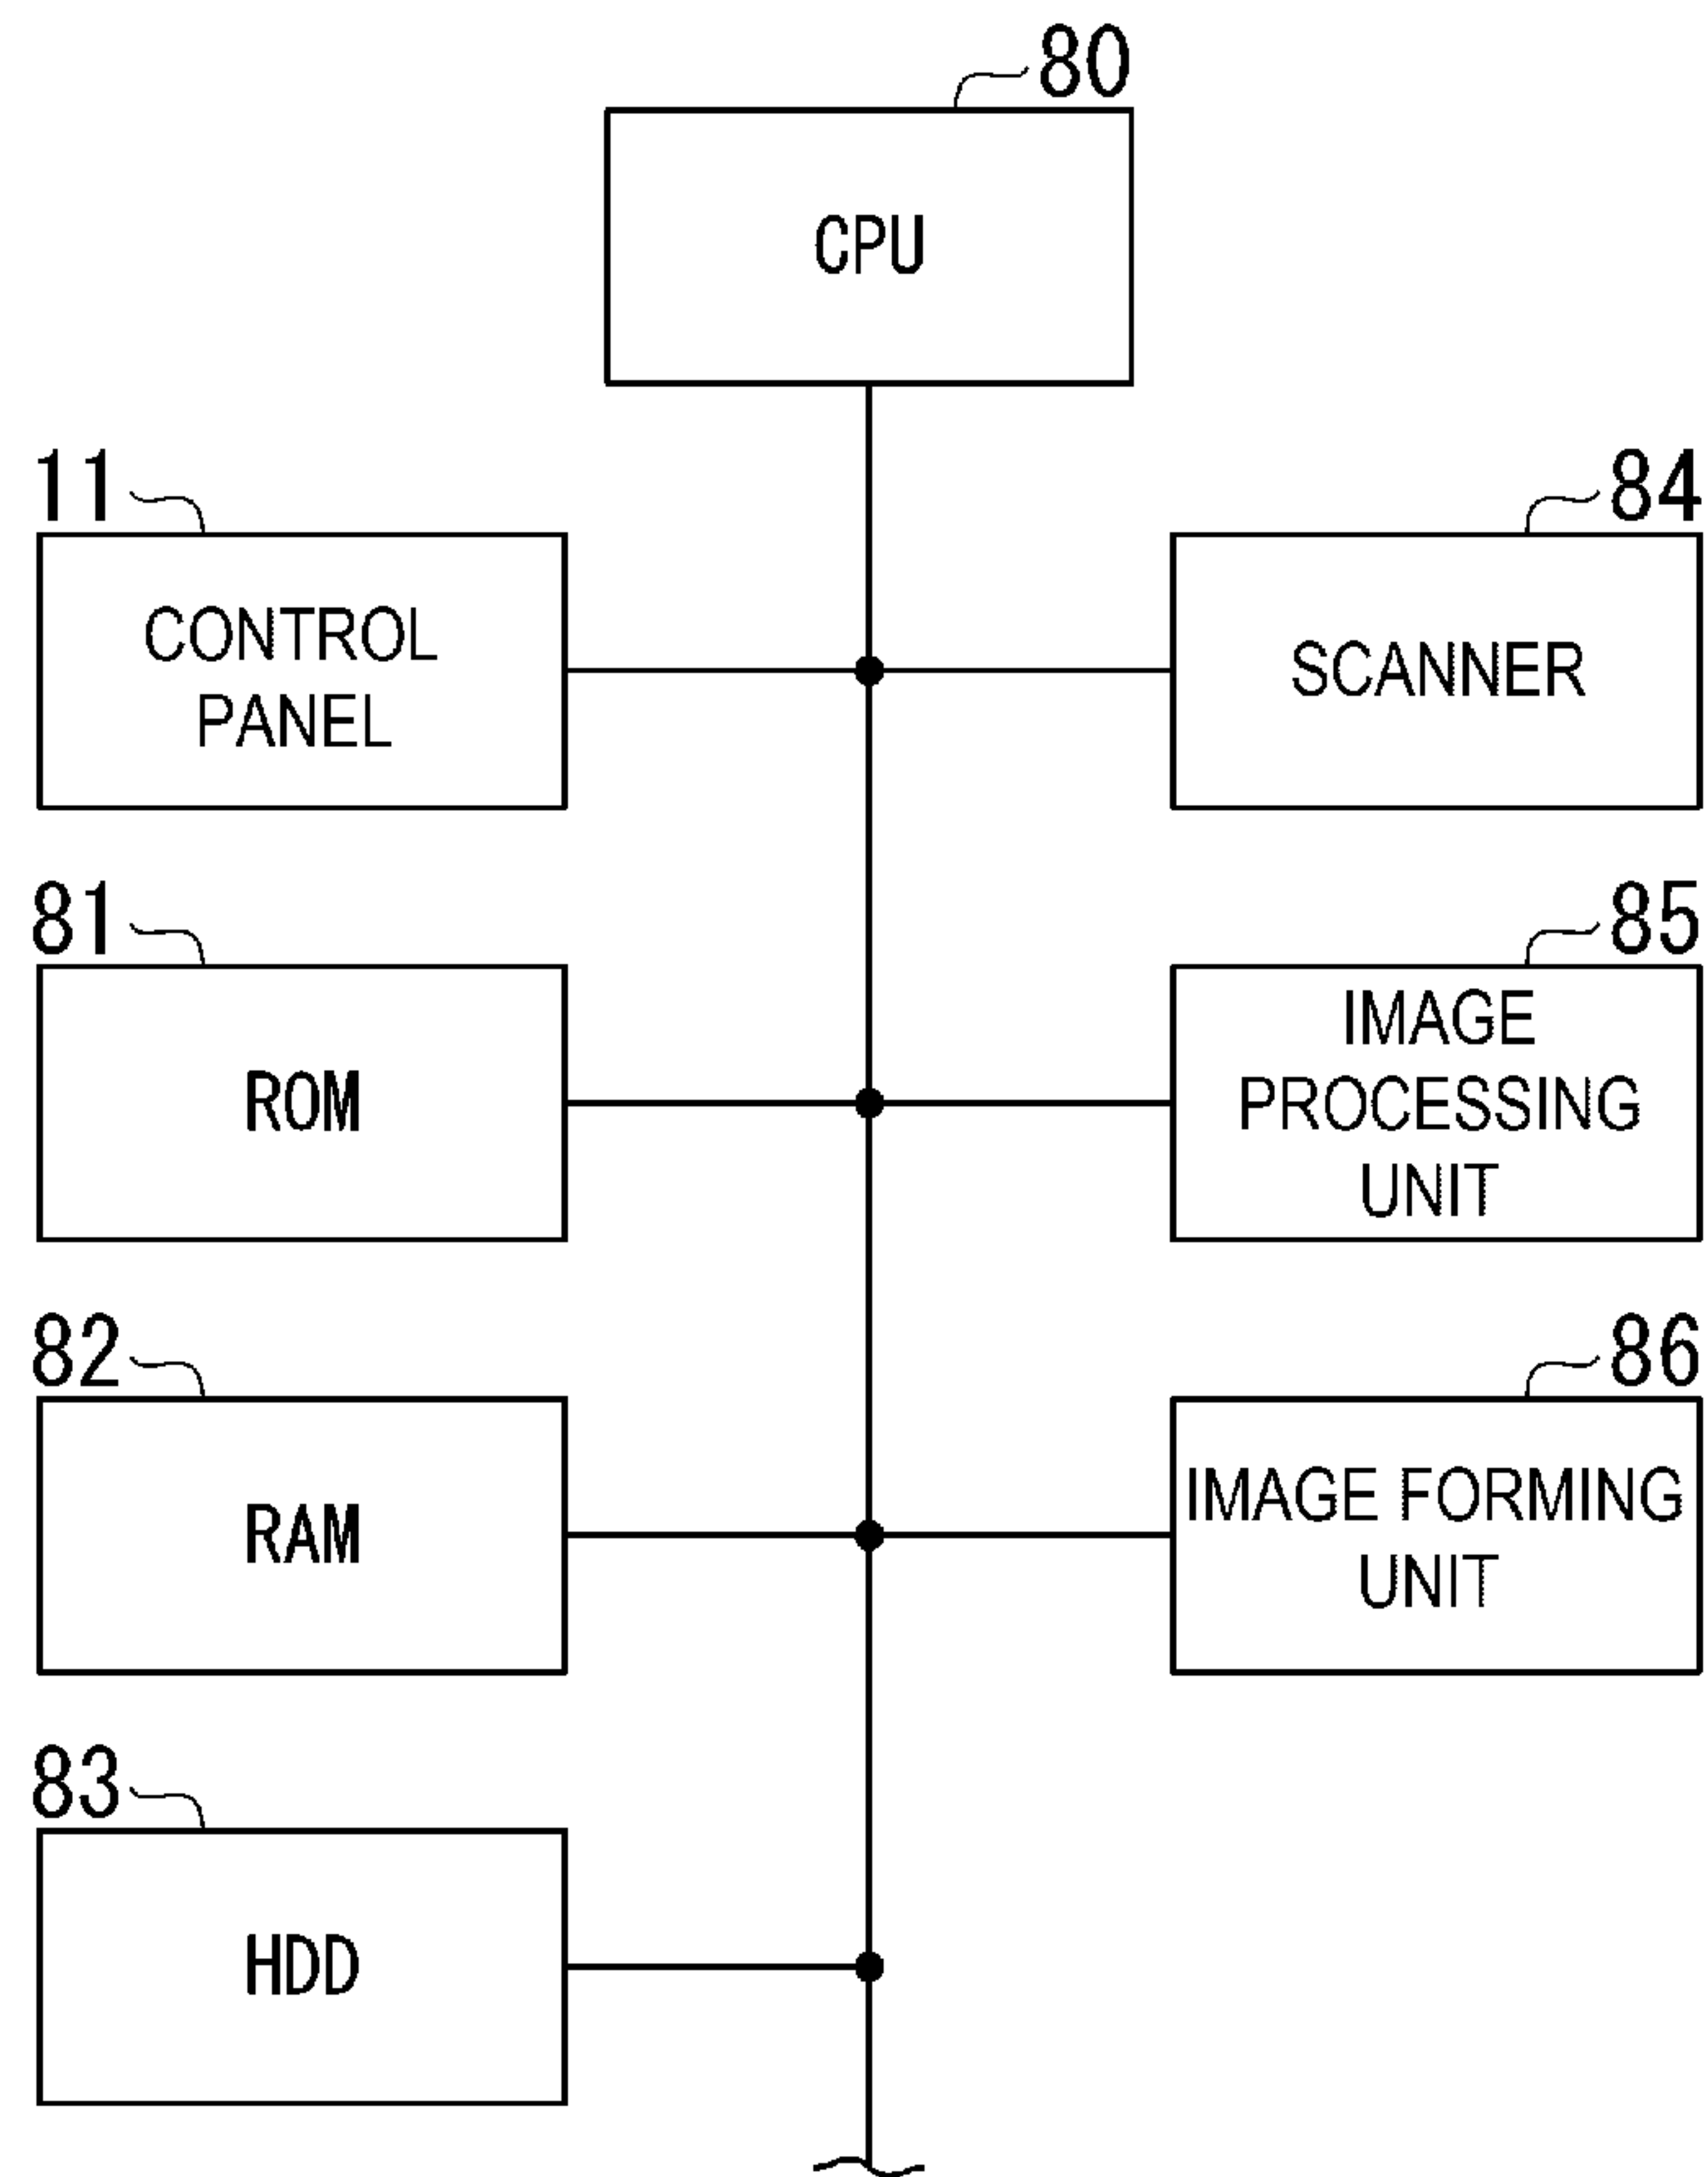 80
CPU
11
CONTROL
PANEL
84
SCANNER
81
ROM
85
IMAGE
PROCESSING
UNIT
82
RAM
86
IMAGE FORMING
UNIT
83
HDD